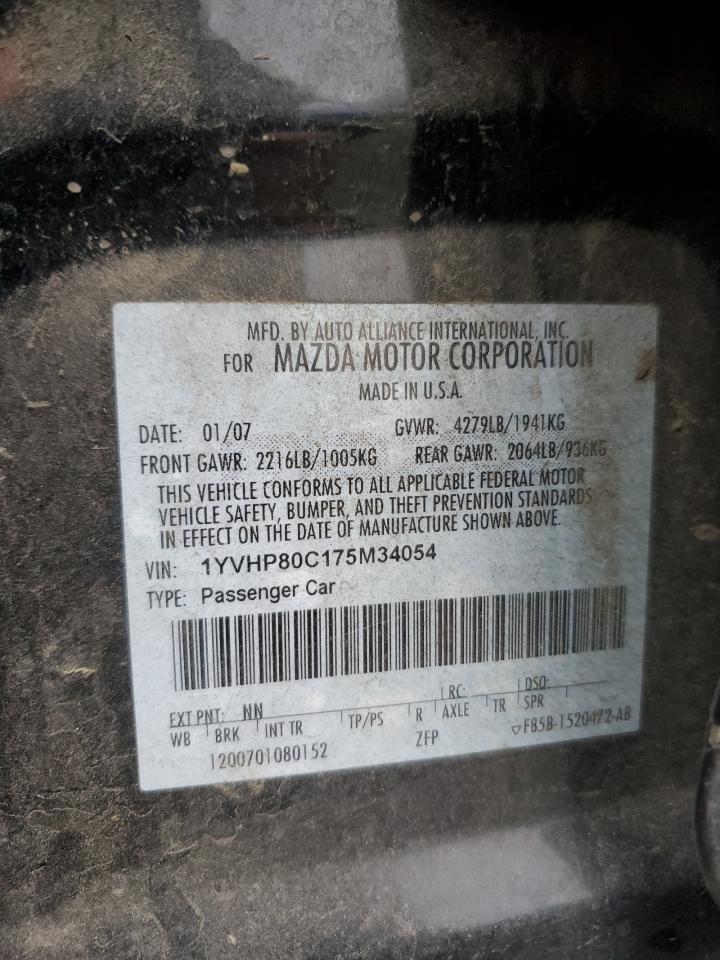 MFD. BY AUTO ALLIANCE INTERNATIONAL, INC.
FOR MAZDA MOTOR CORPORATION
MADE IN U.S.A.
DATE: 01/07 GVWR: 4279LB/1941KG
FRONT GAWR: 2216LB/1005KG REAR GAWR: 2064LB/936KG
THIS VEHICLE CONFORMS TO ALL APPLICABLE FEDERAL MOTOR
VEHICLE SAFETY, BUMPER, AND THEFT PREVENTION STANDARDS
IN EFFECT ON THE DATE OF MANUFACTURE SHOWN ABOVE.
VIN: 1YVHP80C175M34054
TYPE: Passenger Car
EXT PNT: NN RC: DSO:
WB BRK INT TR TP/PS R AXLE TR SPR
1200701080152 ZFP ▽F85B-1520472-AB